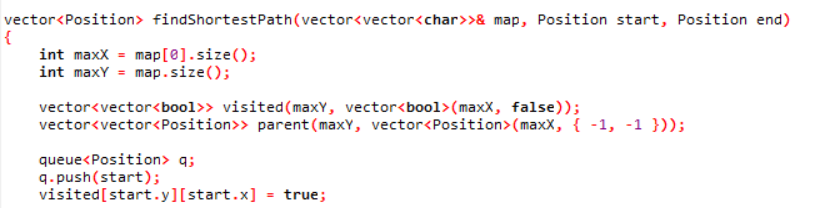 vector<Position> findShortestPath(vector<vector<char>>& map, Position start, Position end)
{
    int maxX = map[0].size();
    int maxY = map.size();

    vector<vector<bool>> visited(maxY, vector<bool>(maxX, false));
    vector<vector<Position>> parent(maxY, vector<Position>(maxX, { -1, -1 }));

    queue<Position> q;
    q.push(start);
    visited[start.y][start.x] = true;